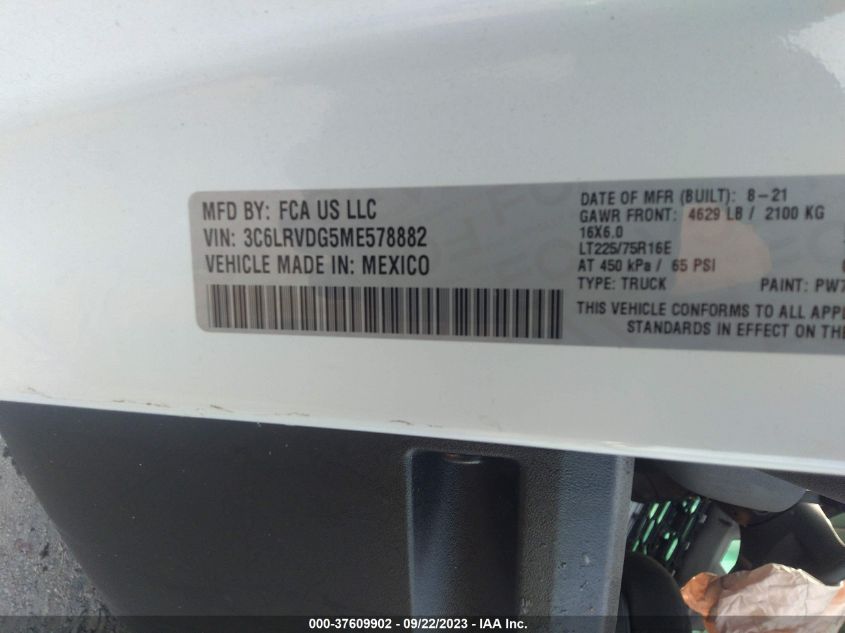 MFD BY: FCA US LLC
VIN: 3C6LRVDG5ME578882
VEHICLE MADE IN: MEXICO
DATE OF MFR (BUILT): 8-21
GAWR FRONT: 4629 LB / 2100 KG
16X6.0
LT225/75R16E
AT 450 kPa / 65 PSI
TYPE: TRUCK PAINT: PW7
THIS VEHICLE CONFORMS TO ALL APPL
STANDARDS IN EFFECT ON THE
000-37609902 - 09/22/2023 - IAA Inc.